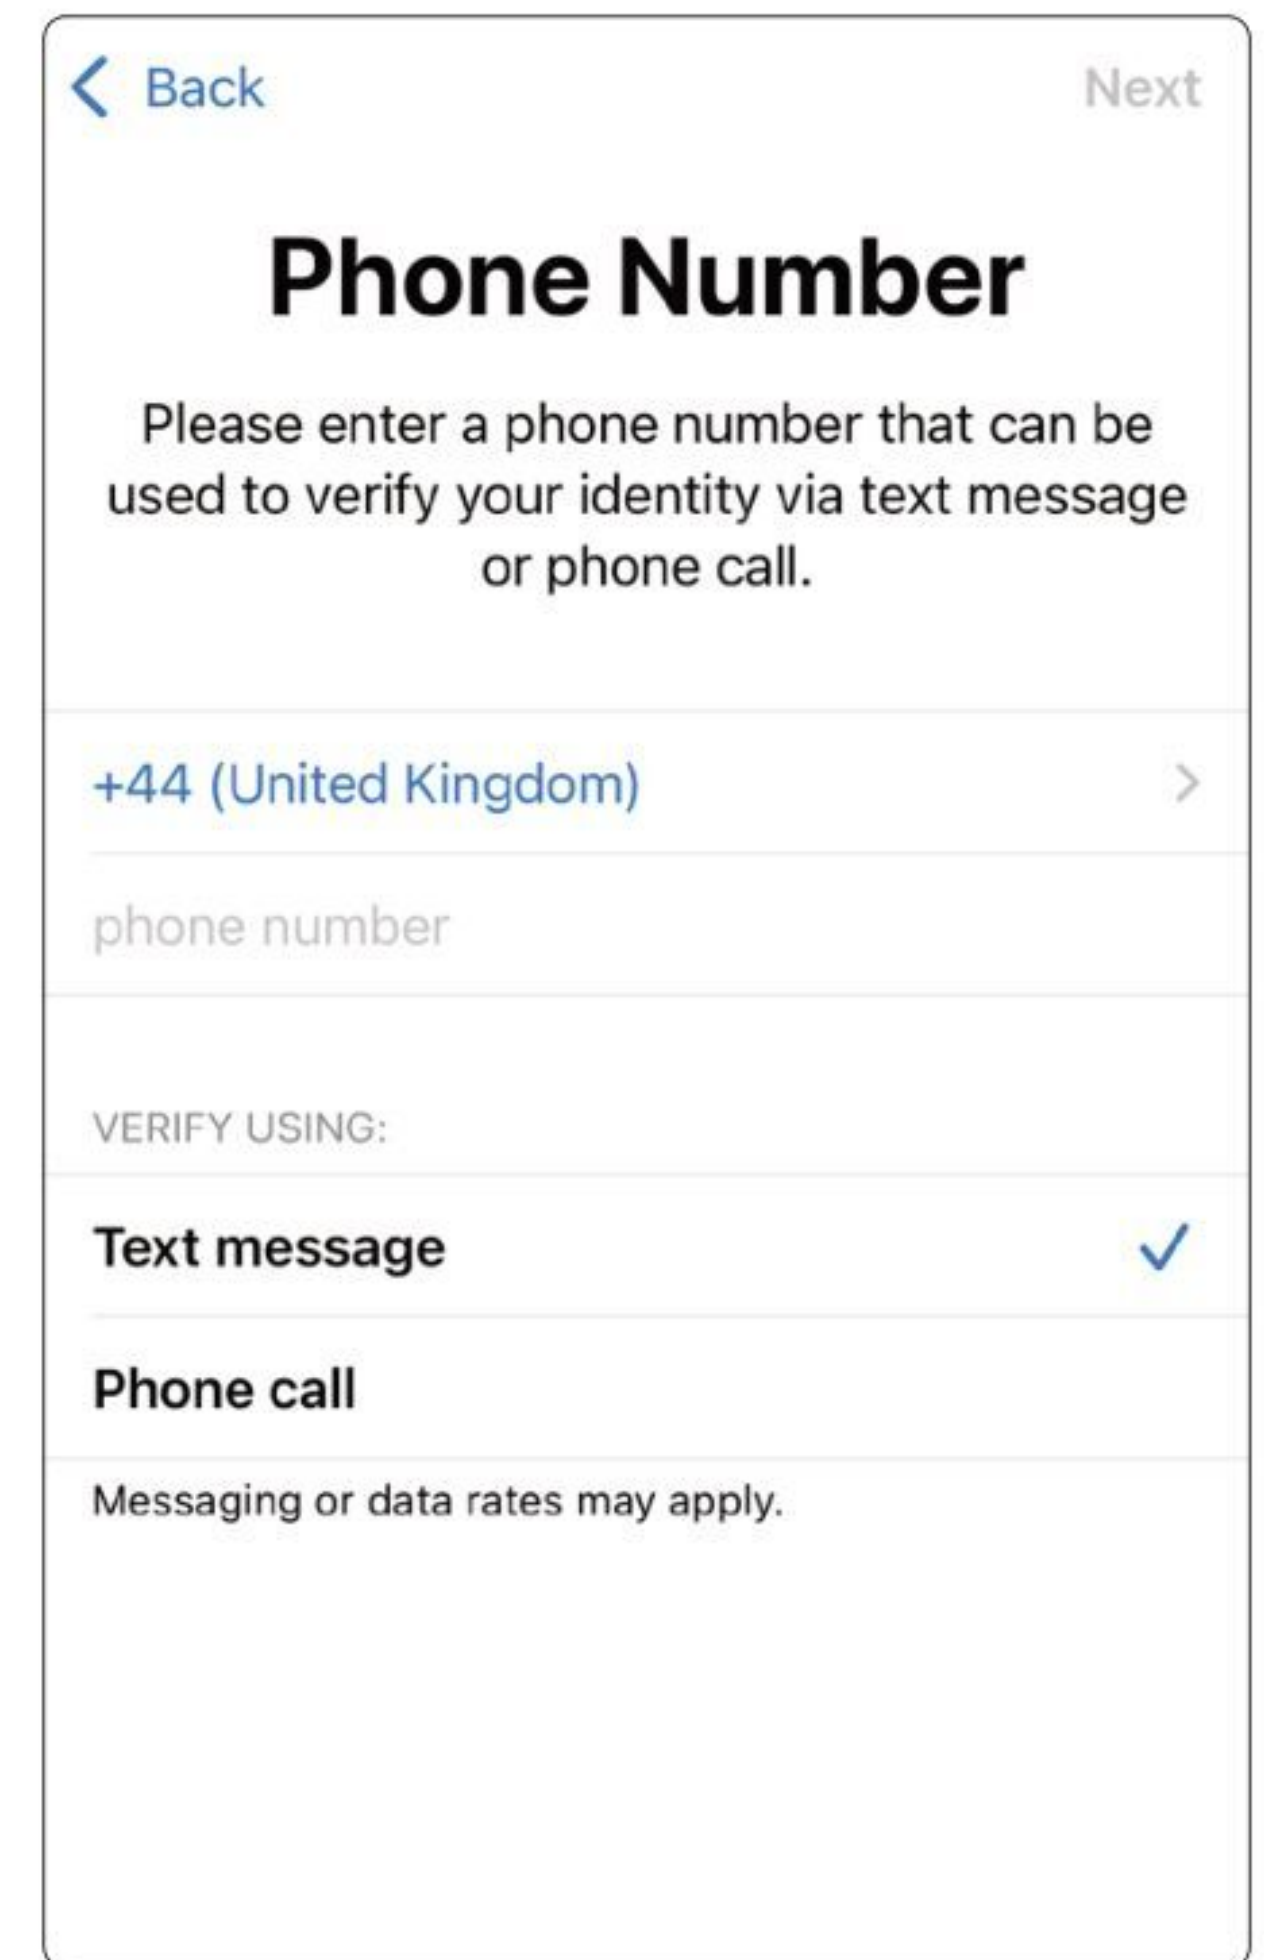 Back
Next
Phone Number
Please enter a phone number that can be
used to verify your identity via text message
or phone call.
+44 (United Kingdom)
phone number
VERIFY USING:
Text message
Phone call
Messaging or data rates may apply.